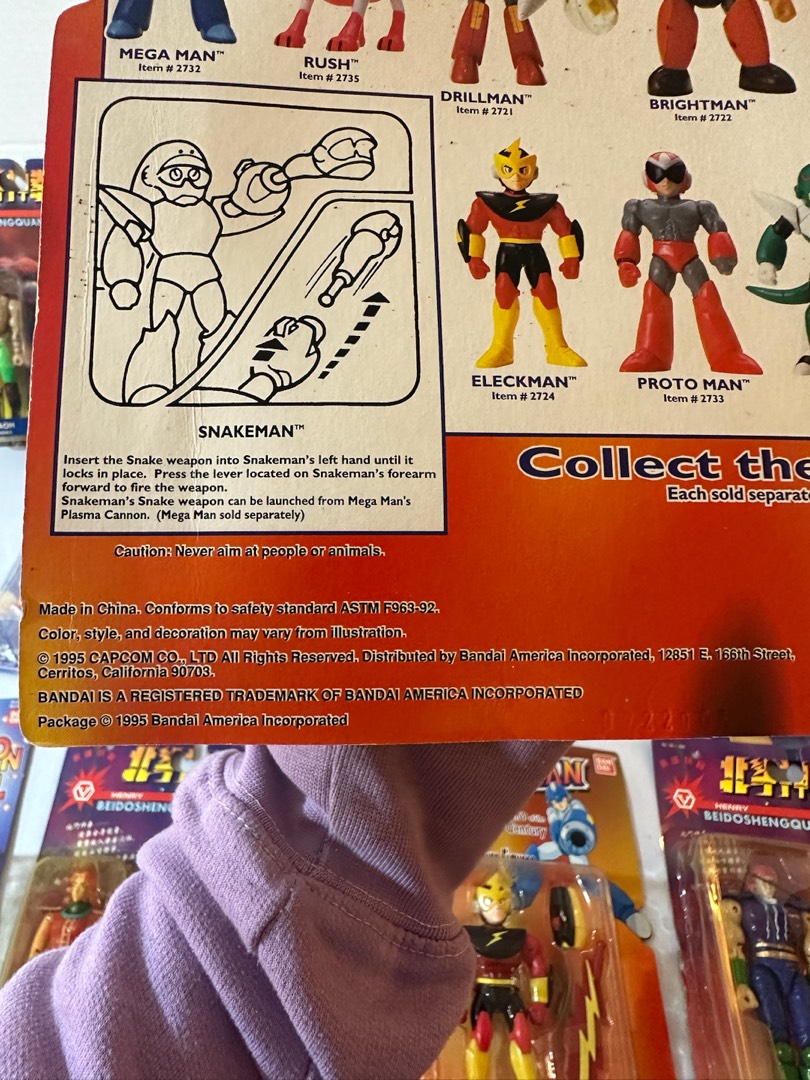 MEGA MAN™
Item # 2732
RUSH™
Item # 2735
DRILLMAN™
Item # 2721
BRIGHTMAN™
Item # 2722
ELECKMAN™
Item # 2724
PROTO MAN™
Item # 2733
SNAKEMAN™
Insert the Snake weapon into Snakeman's left hand until it
locks in place. Press the lever located on Snakeman's forearm
forward to fire the weapon.
Snakeman's Snake weapon can be launched from Mega Man's
Plasma Cannon. (Mega Man sold separately)
Collect the
Each sold separat
Caution: Never aim at people or animals.
Made in China. Conforms to safety standard ASTM F963-92.
Color, style, and decoration may vary from illustration.
© 1995 CAPCOM CO., LTD All Rights Reserved. Distributed by Bandai America Incorporated, 12851 E. 166th Street,
Cerritos, California 90703.
BANDAI IS A REGISTERED TRADEMARK OF BANDAI AMERICA INCORPORATED
Package © 1995 Bandai America Incorporated
HENRY
BEIDOSHENG
Century
HENRY
BEIDOSHENGQU